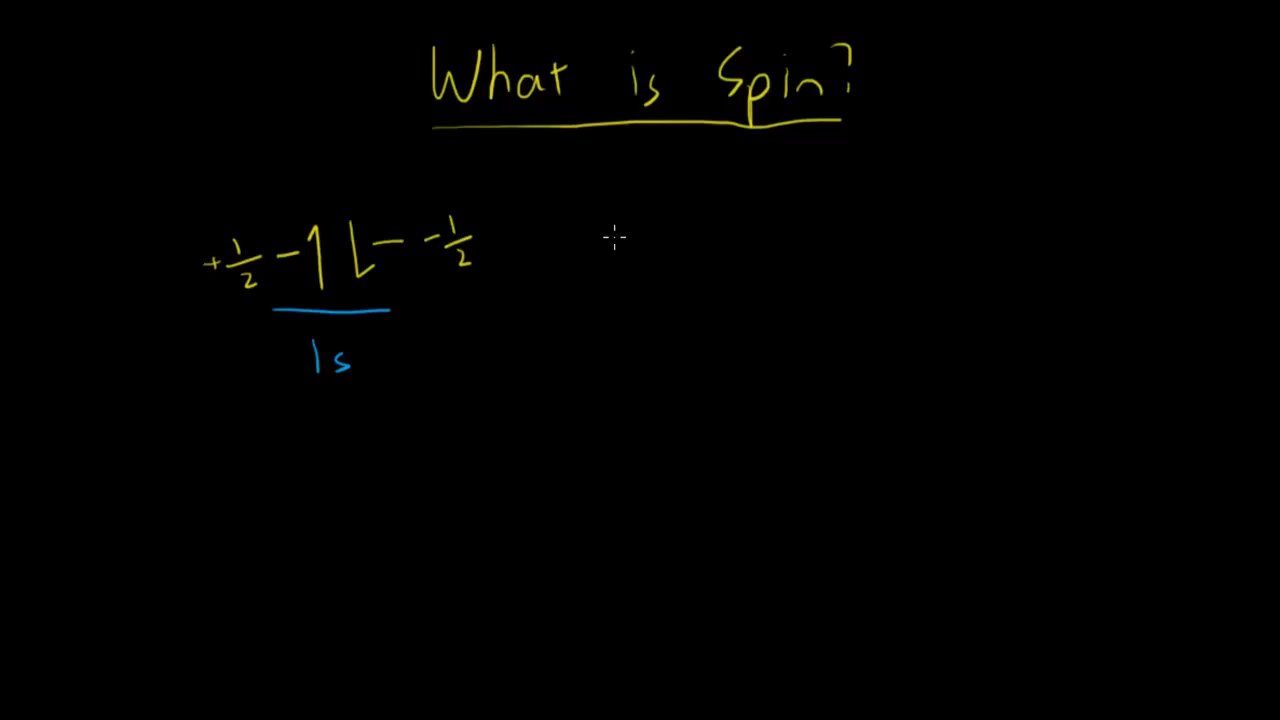 What is Spin?
+1/2 - ↿⇂ - -1/2
1s